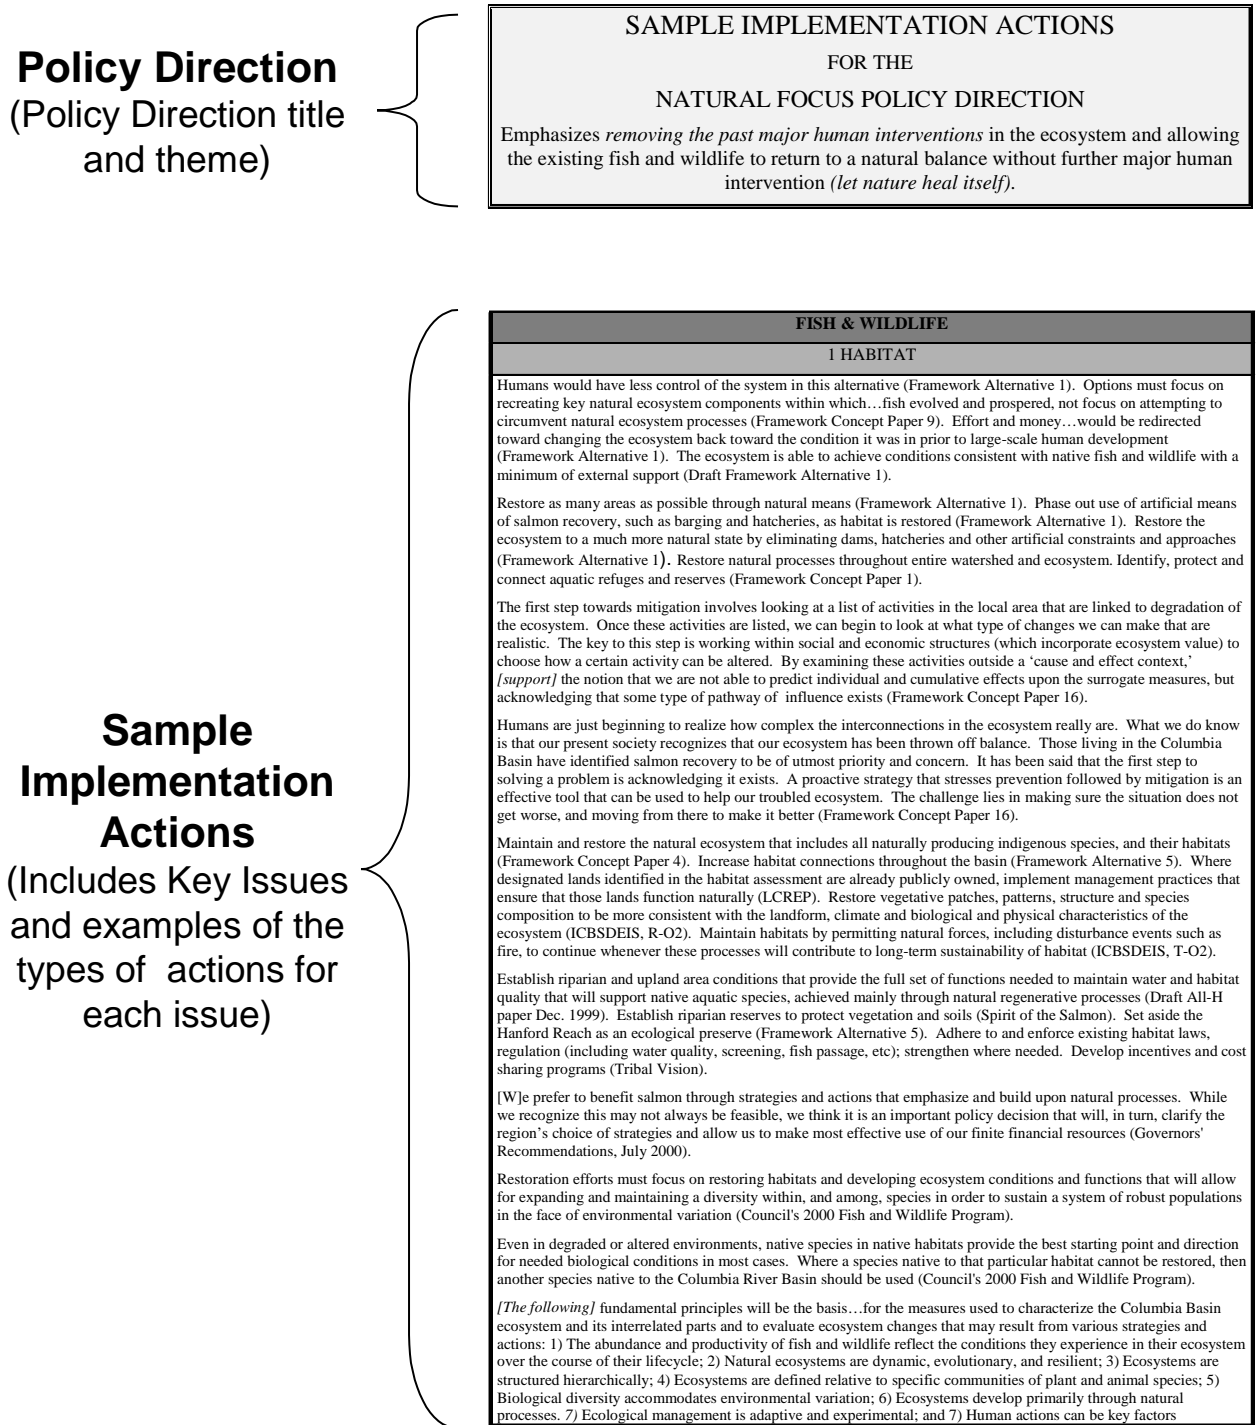 Policy Direction
(Policy Direction title
and theme)
SAMPLE IMPLEMENTATION ACTIONS
FOR THE
NATURAL FOCUS POLICY DIRECTION
Emphasizes removing the past major human interventions in the ecosystem and allowing
the existing fish and wildlife to return to a natural balance without further major human
intervention (let nature heal itself).
Sample
Implementation
Actions
(Includes Key Issues
and examples of the
types of  actions for
each issue)
FISH & WILDLIFE
1 HABITAT
Humans would have less control of the system in this alternative (Framework Alternative 1).  Options must focus on
recreating key natural ecosystem components within which…fish evolved and prospered, not focus on attempting to
circumvent natural ecosystem processes (Framework Concept Paper 9).  Effort and money…would be redirected
toward changing the ecosystem back toward the condition it was in prior to large-scale human development
(Framework Alternative 1).  The ecosystem is able to achieve conditions consistent with native fish and wildlife with a
minimum of external support (Draft Framework Alternative 1).
Restore as many areas as possible through natural means (Framework Alternative 1).  Phase out use of artificial means
of salmon recovery, such as barging and hatcheries, as habitat is restored (Framework Alternative 1).  Restore the
ecosystem to a much more natural state by eliminating dams, hatcheries and other artificial constraints and approaches
(Framework Alternative 1). Restore natural processes throughout entire watershed and ecosystem. Identify, protect and
connect aquatic refuges and reserves (Framework Concept Paper 1).
The first step towards mitigation involves looking at a list of activities in the local area that are linked to degradation of
the ecosystem.  Once these activities are listed, we can begin to look at what type of changes we can make that are
realistic.  The key to this step is working within social and economic structures (which incorporate ecosystem value) to
choose how a certain activity can be altered.  By examining these activities outside a ‘cause and effect context,’
[support] the notion that we are not able to predict individual and cumulative effects upon the surrogate measures, but
acknowledging that some type of pathway of  influence exists (Framework Concept Paper 16).
Humans are just beginning to realize how complex the interconnections in the ecosystem really are.  What we do know
is that our present society recognizes that our ecosystem has been thrown off balance.  Those living in the Columbia
Basin have identified salmon recovery to be of utmost priority and concern.  It has been said that the first step to
solving a problem is acknowledging it exists.  A proactive strategy that stresses prevention followed by mitigation is an
effective tool that can be used to help our troubled ecosystem.  The challenge lies in making sure the situation does not
get worse, and moving from there to make it better (Framework Concept Paper 16).
Maintain and restore the natural ecosystem that includes all naturally producing indigenous species, and their habitats
(Framework Concept Paper 4).  Increase habitat connections throughout the basin (Framework Alternative 5).  Where
designated lands identified in the habitat assessment are already publicly owned, implement management practices that
ensure that those lands function naturally (LCREP).  Restore vegetative patches, patterns, structure and species
composition to be more consistent with the landform, climate and biological and physical characteristics of the
ecosystem (ICBSDEIS, R-O2).  Maintain habitats by permitting natural forces, including disturbance events such as
fire, to continue whenever these processes will contribute to long-term sustainability of habitat (ICBSDEIS, T-O2).
Establish riparian and upland area conditions that provide the full set of functions needed to maintain water and habitat
quality that will support native aquatic species, achieved mainly through natural regenerative processes (Draft All-H
paper Dec. 1999).  Establish riparian reserves to protect vegetation and soils (Spirit of the Salmon).  Set aside the
Hanford Reach as an ecological preserve (Framework Alternative 5).  Adhere to and enforce existing habitat laws,
regulation (including water quality, screening, fish passage, etc); strengthen where needed.  Develop incentives and cost
sharing programs (Tribal Vision).
[W]e prefer to benefit salmon through strategies and actions that emphasize and build upon natural processes.  While
we recognize this may not always be feasible, we think it is an important policy decision that will, in turn, clarify the
region’s choice of strategies and allow us to make most effective use of our finite financial resources (Governors'
Recommendations, July 2000).
Restoration efforts must focus on restoring habitats and developing ecosystem conditions and functions that will allow
for expanding and maintaining a diversity within, and among, species in order to sustain a system of robust populations
in the face of environmental variation (Council's 2000 Fish and Wildlife Program).
Even in degraded or altered environments, native species in native habitats provide the best starting point and direction
for needed biological conditions in most cases.  Where a species native to that particular habitat cannot be restored, then
another species native to the Columbia River Basin should be used (Council's 2000 Fish and Wildlife Program).
[The following] fundamental principles will be the basis…for the measures used to characterize the Columbia Basin
ecosystem and its interrelated parts and to evaluate ecosystem changes that may result from various strategies and
actions: 1) The abundance and productivity of fish and wildlife reflect the conditions they experience in their ecosystem
over the course of their lifecycle; 2) Natural ecosystems are dynamic, evolutionary, and resilient; 3) Ecosystems are
structured hierarchically; 4) Ecosystems are defined relative to specific communities of plant and animal species; 5)
Biological diversity accommodates environmental variation; 6) Ecosystems develop primarily through natural
processes. 7) Ecological management is adaptive and experimental; and 7) Human actions can be key factors